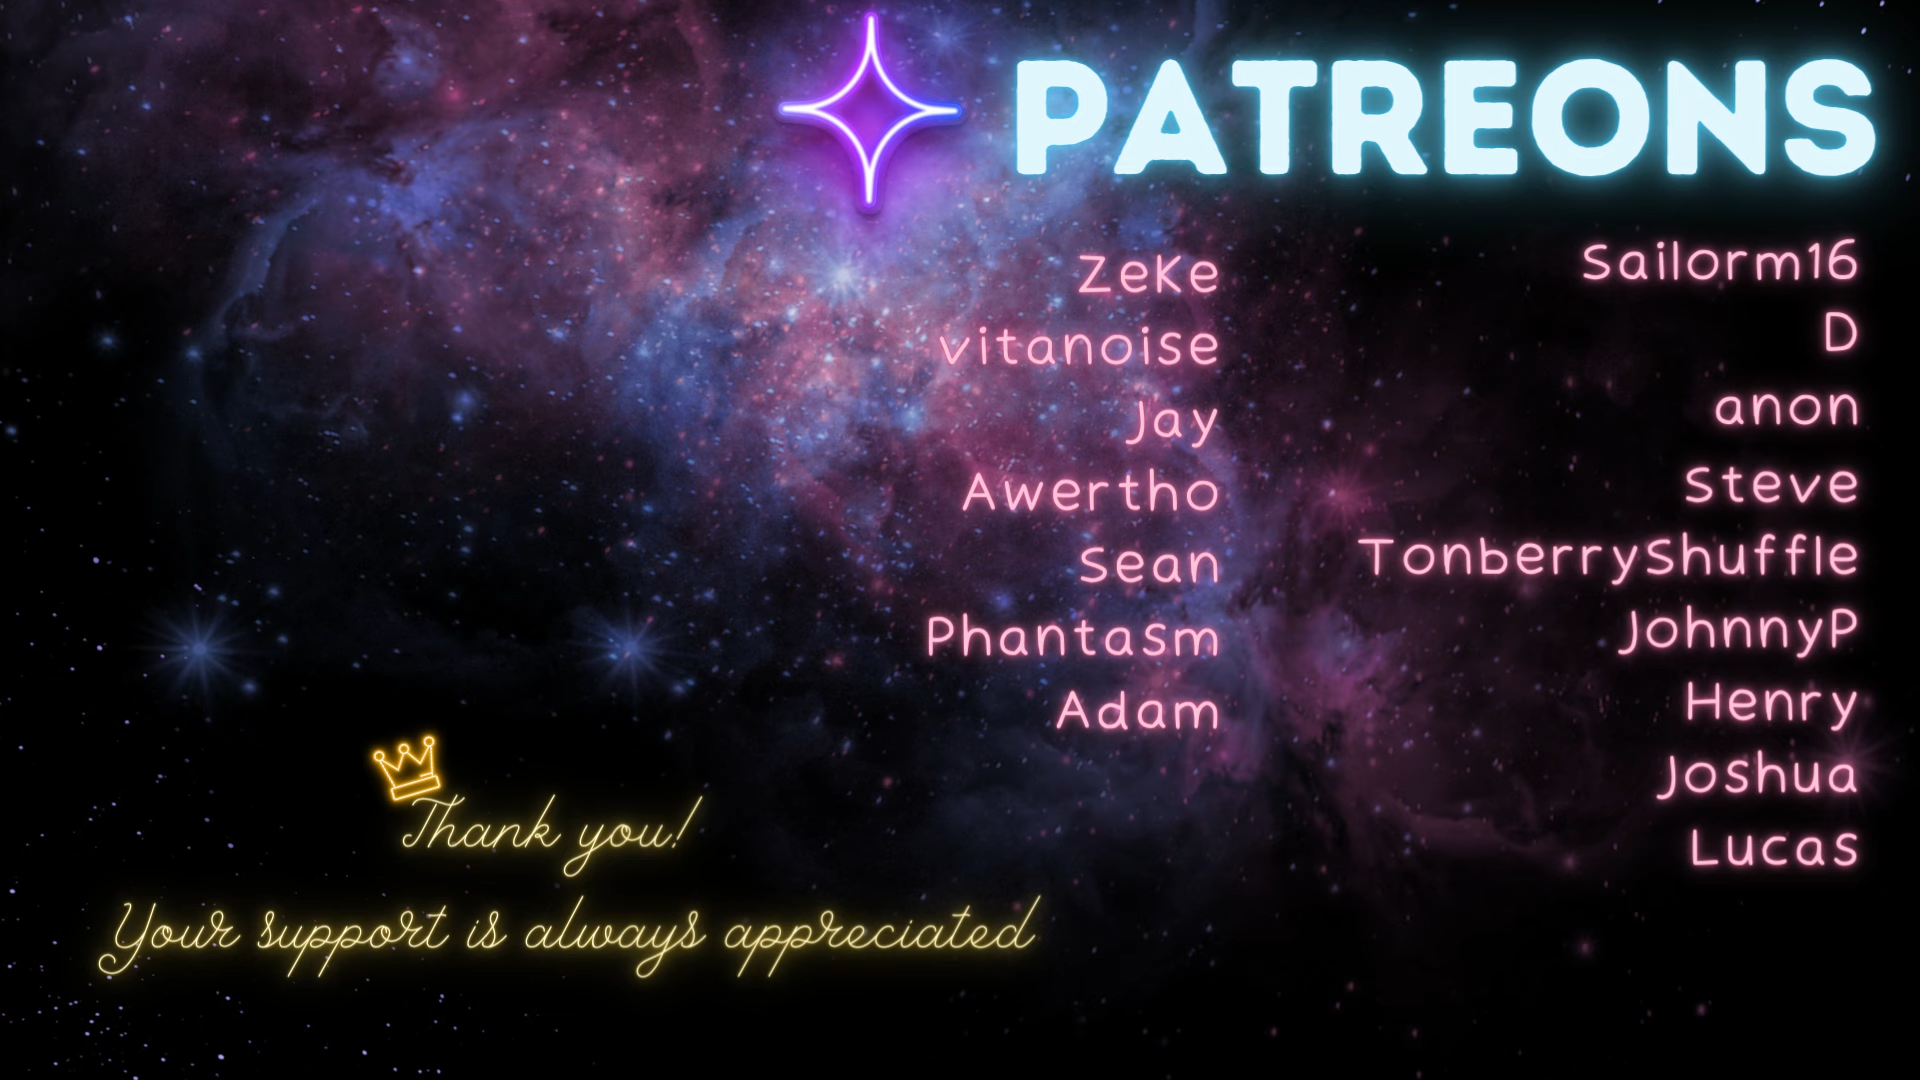 PATREONS
ZeKe
vitanoise
Jay
Awertho
Sean
Phantasm
Adam
Sailorm16
D
anon
Steve
TonberryShuffle
JohnnyP
Henry
Joshua
Lucas
Thank you!
Your support is always appreciated